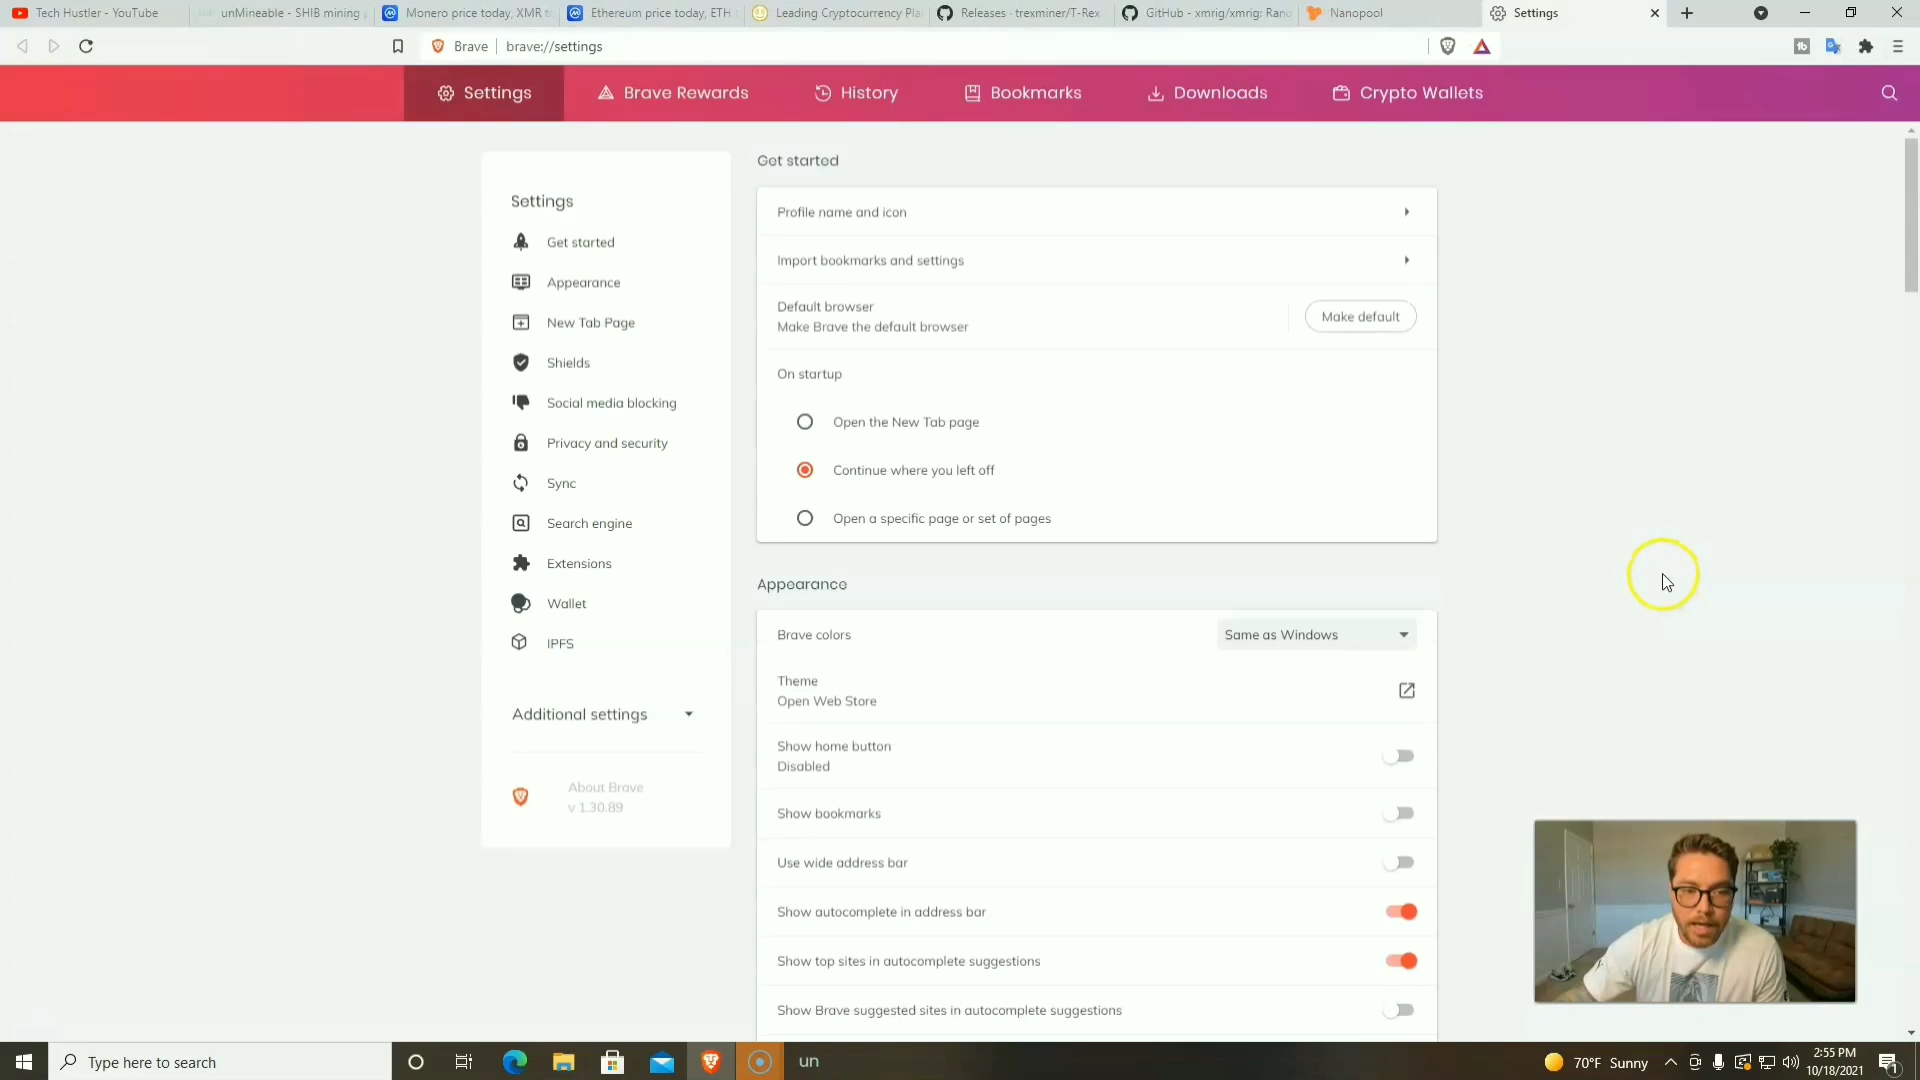 Tech Hustler - YouTube
unMineable - SHIB mining
Monero price today, XMR to
Ethereum price today, ETH
Leading Cryptocurrency Pla
Releases · trexminer/T-Rex
GitHub - xmrig/xmrig: Rand
Nanopool
Settings
Brave
brave://settings
Settings
Brave Rewards
History
Bookmarks
Downloads
Crypto Wallets
Settings
Get started
Appearance
New Tab Page
Shields
Social media blocking
Privacy and security
Sync
Search engine
Extensions
Wallet
IPFS
Additional settings
About Brave
v 1.30.89
Get started
Profile name and icon
Import bookmarks and settings
Default browser
Make Brave the default browser
Make default
On startup
Open the New Tab page
Continue where you left off
Open a specific page or set of pages
Appearance
Brave colors
Same as Windows
Theme
Open Web Store
Show home button
Disabled
Show bookmarks
Use wide address bar
Show autocomplete in address bar
Show top sites in autocomplete suggestions
Show Brave suggested sites in autocomplete suggestions
Type here to search
un
70°F Sunny
2:55 PM
10/18/2021
1